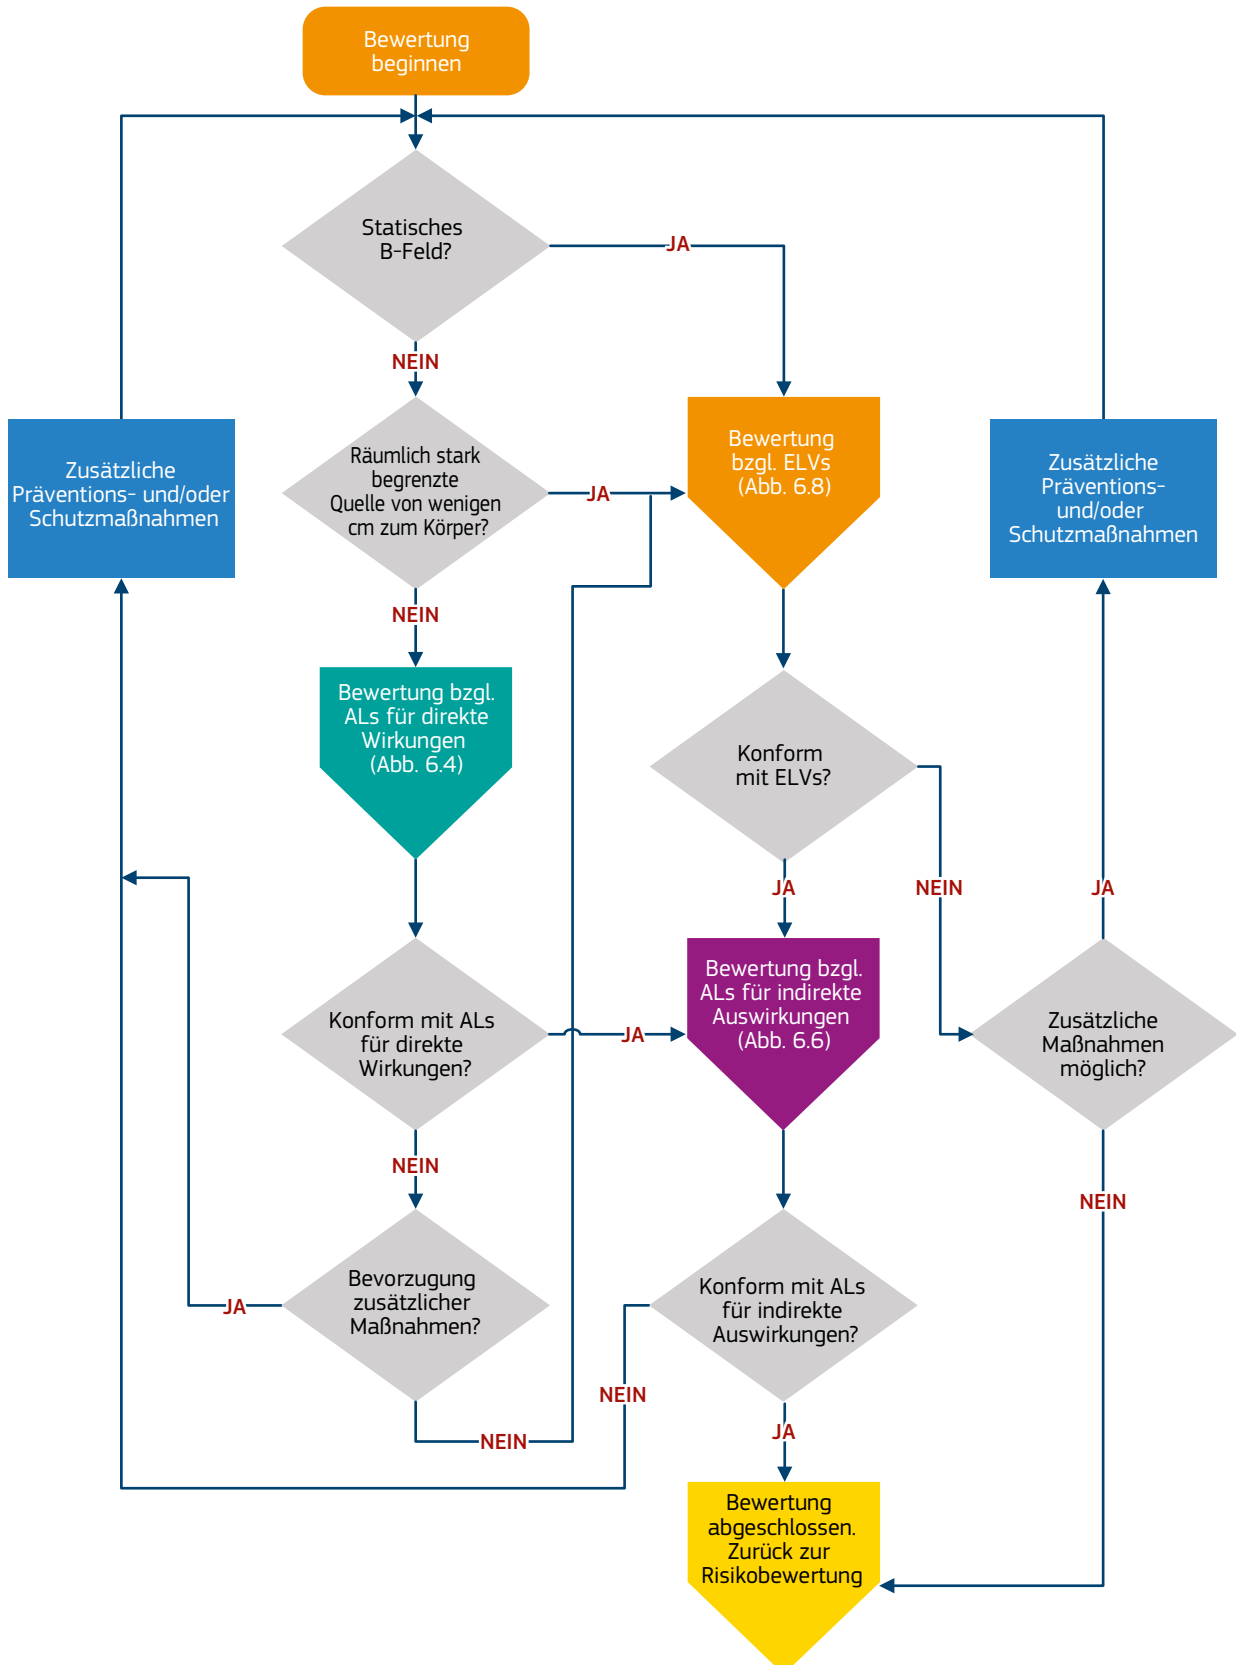 Bewertung
beginnen
Statisches
B-Feld?
JA
NEIN
Zusätzliche
Präventions- und/oder
Schutzmaßnahmen
Räumlich stark
begrenzte
Quelle von wenigen
cm zum Körper?
JA
Bewertung
bzgl. ELVs
(Abb. 6.8)
Zusätzliche
Präventions-
und/oder
Schutzmaßnahmen
NEIN
Bewertung bzgl.
ALs für direkte
Wirkungen
(Abb. 6.4)
Konform
mit ELVs?
JA
NEIN
JA
Konform mit ALs
für direkte
Wirkungen?
JA
Bewertung bzgl.
ALs für indirekte
Auswirkungen
(Abb. 6.6)
Zusätzliche
Maßnahmen
möglich?
NEIN
NEIN
Bevorzugung
zusätzlicher
Maßnahmen?
JA
Konform mit ALs
für indirekte
Auswirkungen?
NEIN
NEIN
JA
Bewertung
abgeschlossen.
Zurück zur
Risikobewertung